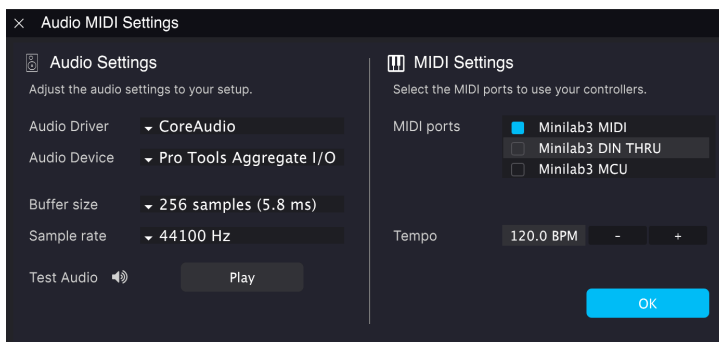 Audio MIDI Settings
Audio Settings
Adjust the audio settings to your setup.
Audio Driver CoreAudio
Audio Device Pro Tools Aggregate I/O
Buffer size 256 samples (5.8 ms)
Sample rate 44100 Hz
Test Audio Play
MIDI Settings
Select the MIDI ports to use your controllers.
MIDI ports Minilab3 MIDI
Minilab3 DIN THRU
Minilab3 MCU
Tempo 120.0 BPM - +
OK